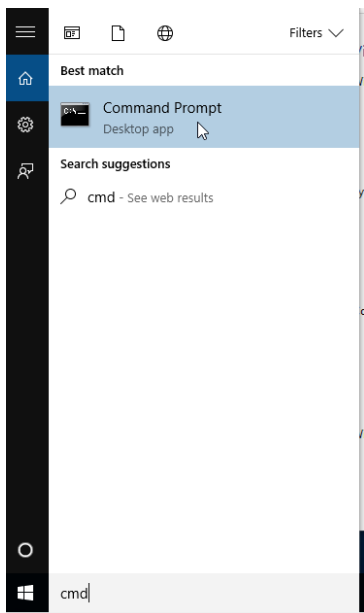 Filters
Best match
C:\_
Command Prompt
Desktop app
Search suggestions
cmd - See web results
cmd